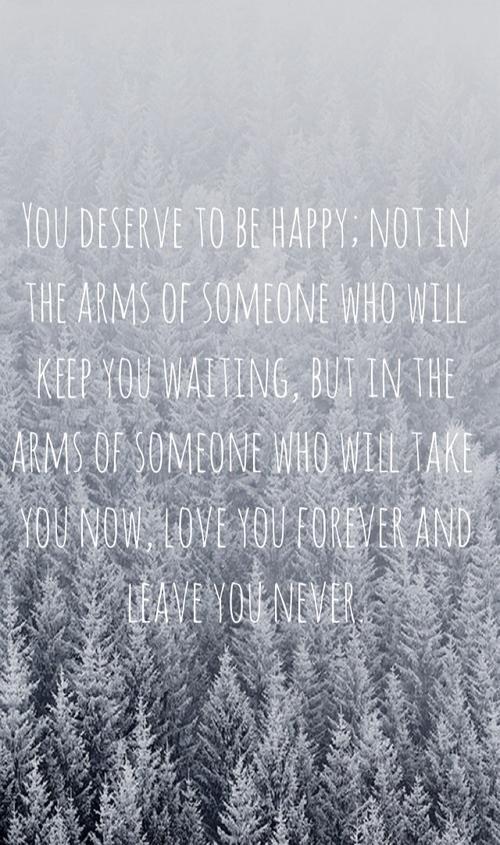 You deserve to be happy; not in
the arms of someone who will
keep you waiting, but in the
arms of someone who will take
you now, love you forever and
leave you never.